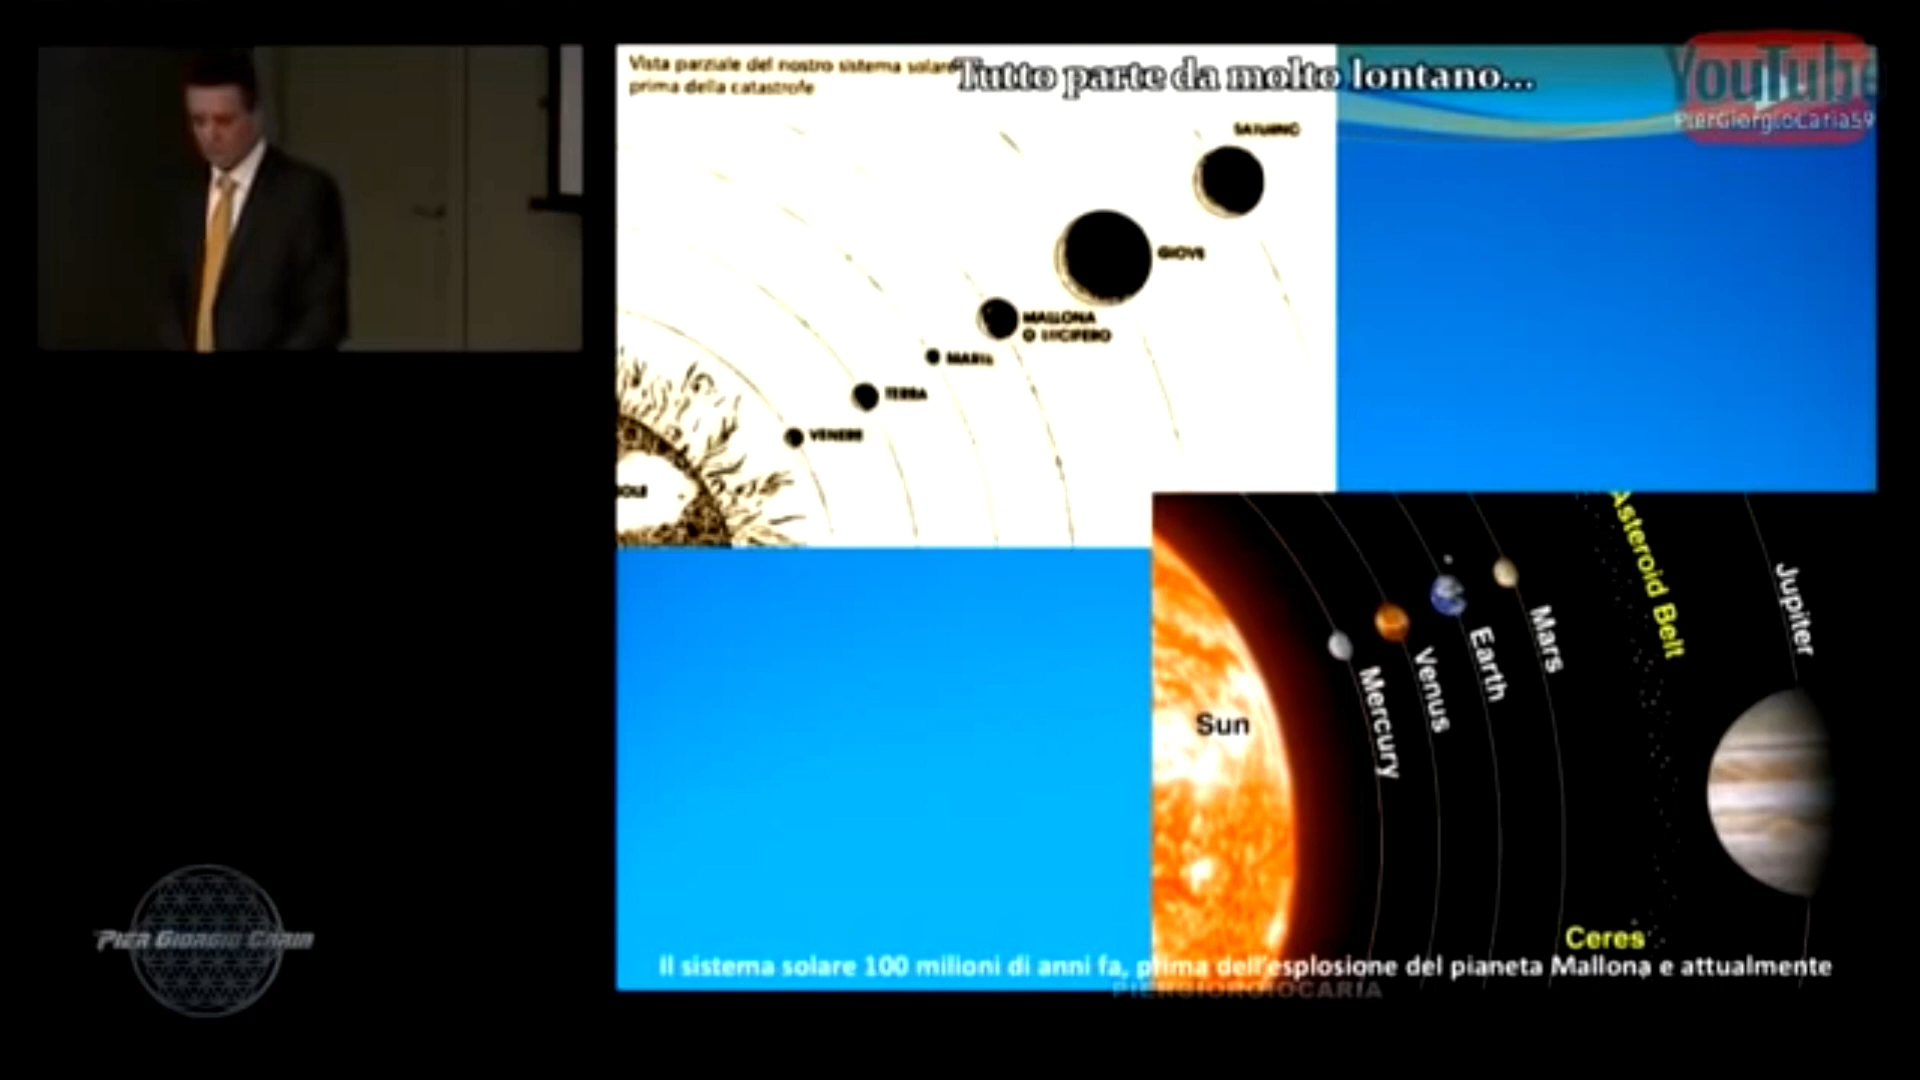 Vista parziale del nostro sistema solare
prima della catastrofe
Tutto parte da molto lontano...
YouTube
PierGiorgioCaria59
SATURNO
GIOVE
MALLONA
O LUCIFERO
MARTE
TERRA
VENERE
SOLE
Asteroid Belt
Jupiter
Mars
Earth
Venus
Mercury
Sun
Ceres
PIER GIORGIO CARIA
Il sistema solare 100 milioni di anni fa, prima dell'esplosione del pianeta Mallona e attualmente
PIERGIORGIOCARIA